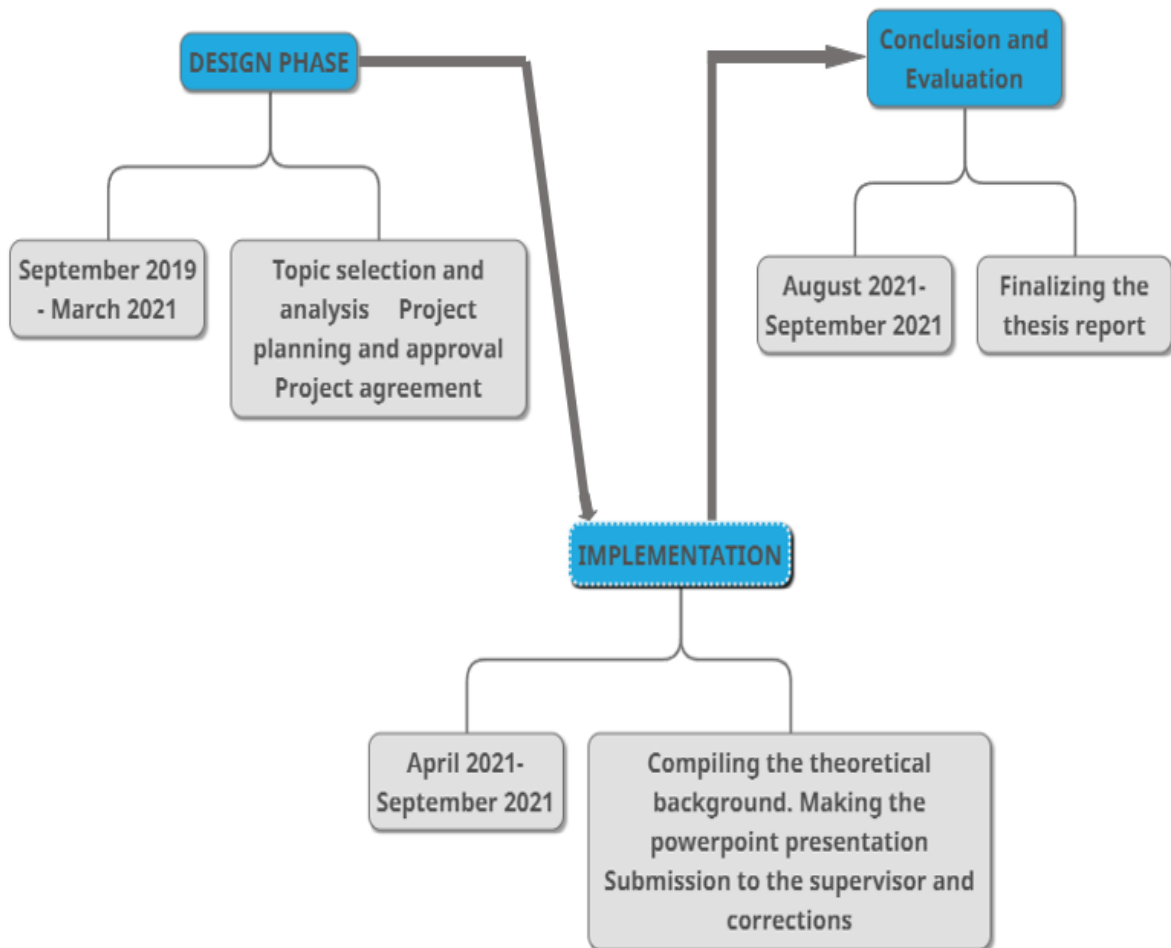 DESIGN PHASE
September 2019
- March 2021
Topic selection and
analysis Project
planning and approval
Project agreement
IMPLEMENTATION
April 2021-
September 2021
Compiling the theoretical
background. Making the
powerpoint presentation
Submission to the supervisor and
corrections
Conclusion and
Evaluation
August 2021-
September 2021
Finalizing the
thesis report